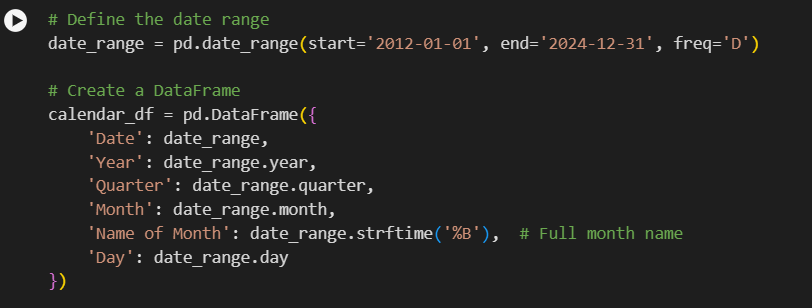 # Define the date range
date_range = pd.date_range(start='2012-01-01', end='2024-12-31', freq='D')

# Create a DataFrame
calendar_df = pd.DataFrame({
    'Date': date_range,
    'Year': date_range.year,
    'Quarter': date_range.quarter,
    'Month': date_range.month,
    'Name of Month': date_range.strftime('%B'),  # Full month name
    'Day': date_range.day
})